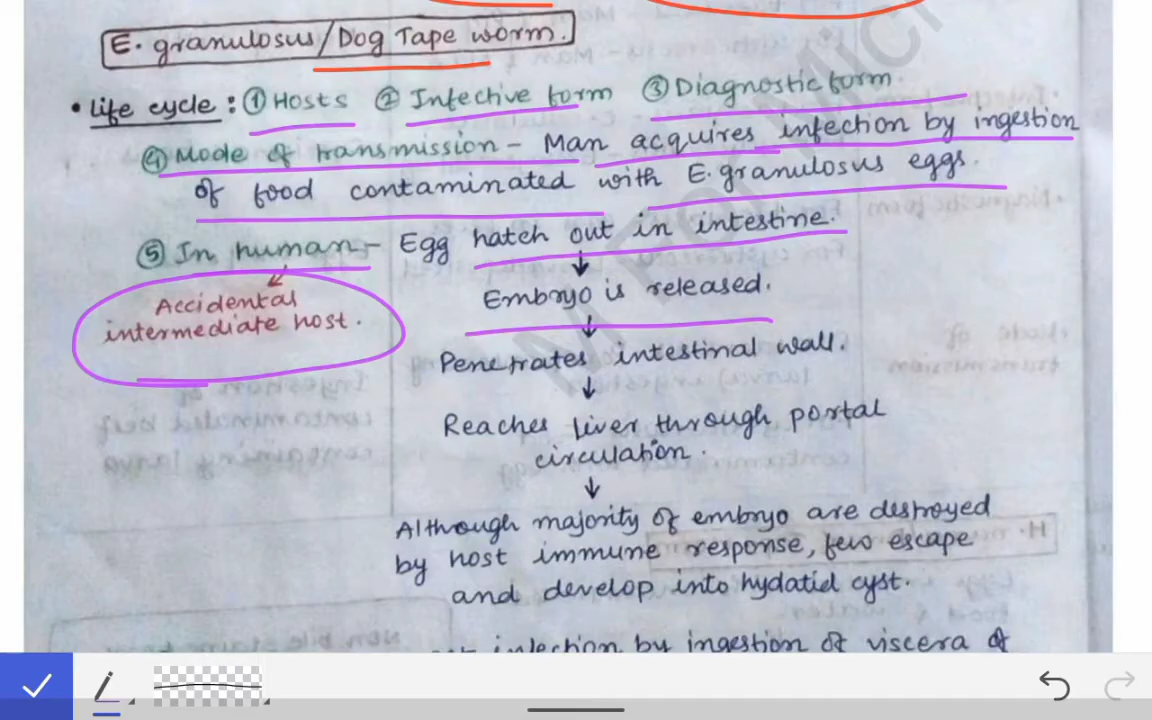 E. granulosus/Dog Tape worm.
• Life cycle : ① Hosts ② Infective form ③ Diagnostic form.
④ Mode of transmission - Man acquires infection by ingestion
of food contaminated with E. granulosus eggs.
⑤ In human - Egg hatch out in intestine.
↓
Accidental
intermediate host.
Embryo is released.
↓
Penetrates intestinal wall.
↓
Reaches liver through portal
circulation.
↓
Although majority of embryo are destroyed
by host immune response, few escape
and develop into hydatid cyst.
infection by ingestion of viscera of